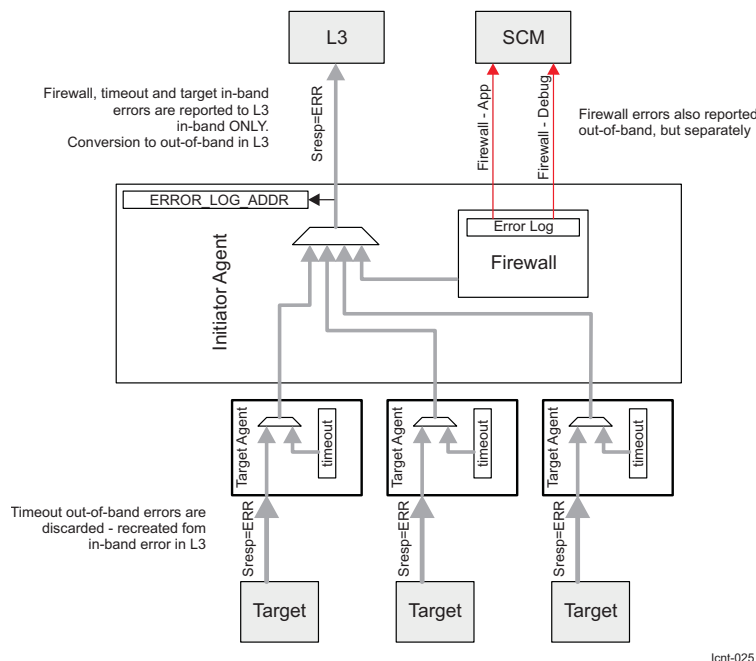 L3
SCM
Firewall, timeout and target in-band
errors are reported to L3
in-band ONLY.
Conversion to out-of-band in L3
Sresp=ERR
Firewall - App
Firewall - Debug
Firewall errors also reported
out-of-band, but separately
ERROR_LOG_ADDR
Error Log
Firewall
Initiator Agent
Target Agent
timeout
Target Agent
timeout
Target Agent
timeout
Timeout out-of-band errors are
discarded - recreated fom
in-band error in L3
Sresp=ERR
Sresp=ERR
Sresp=ERR
Target
Target
Target
lcnt-025